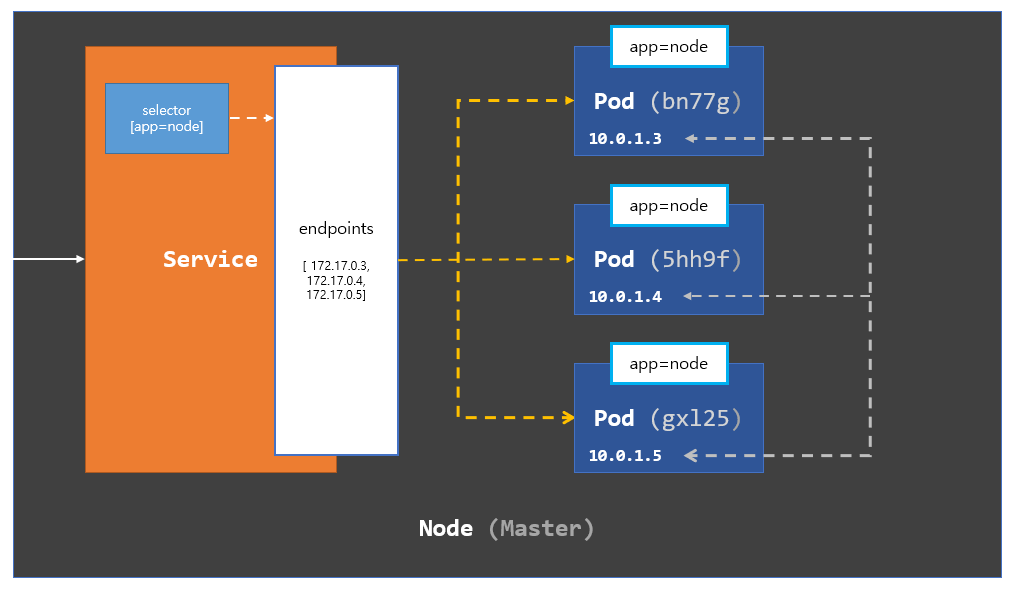 selector
[app=node]
Service
endpoints
[ 172.17.0.3,
172.17.0.4,
172.17.0.5]
app=node
Pod (bn77g)
10.0.1.3
app=node
Pod (5hh9f)
10.0.1.4
app=node
Pod (gxl25)
10.0.1.5
Node (Master)